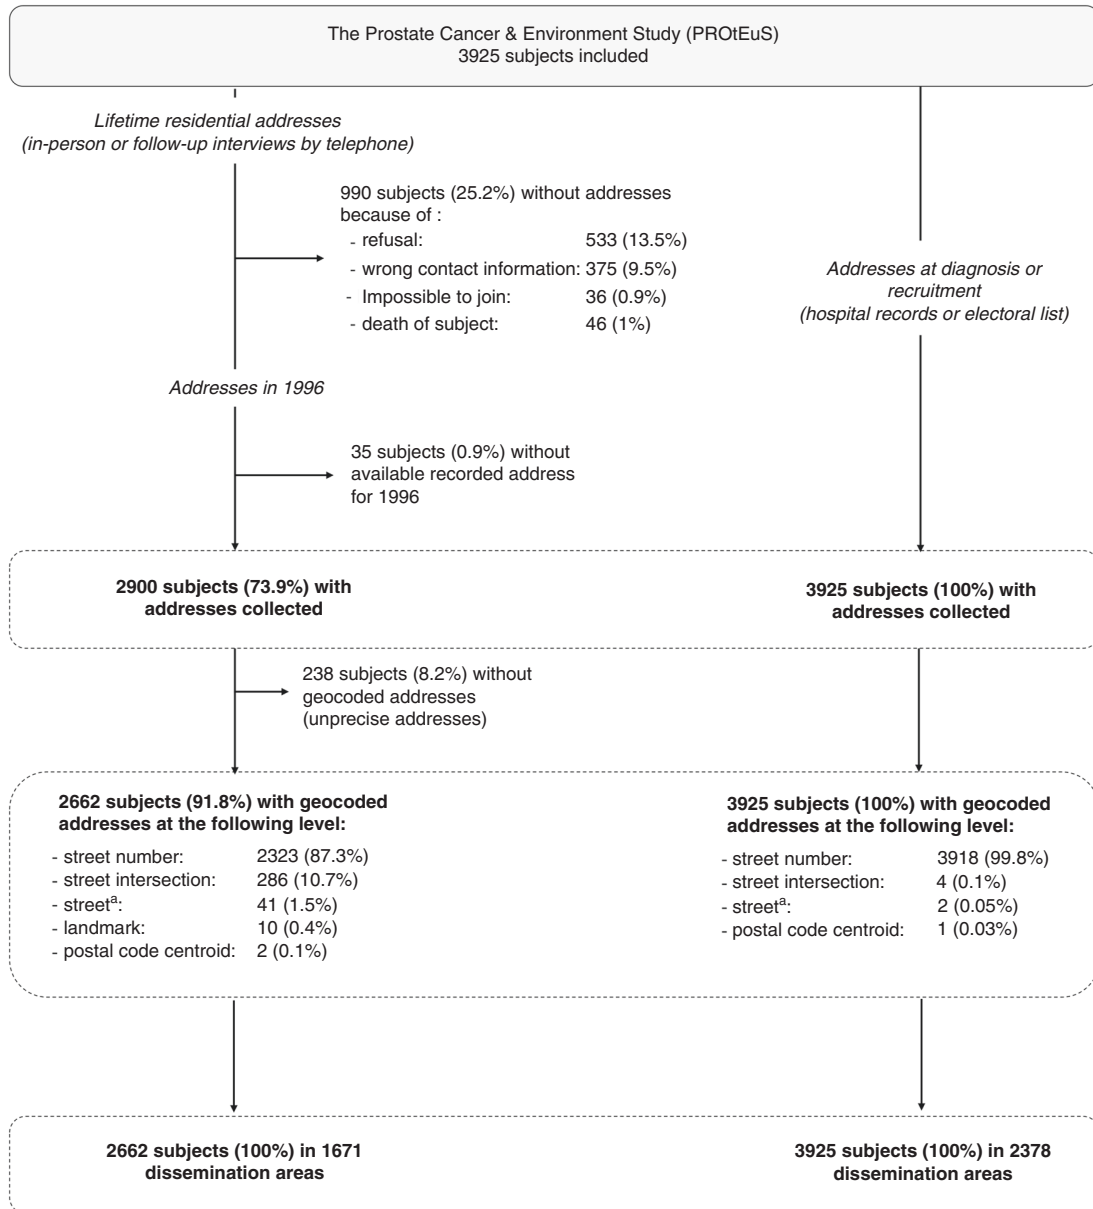 The Prostate Cancer & Environment Study (PROtEuS)
3925 subjects included
Lifetime residential addresses
(in-person or follow-up interviews by telephone)
990 subjects (25.2%) without addresses
because of :
- refusal: 533 (13.5%)
- wrong contact information: 375 (9.5%)
- Impossible to join: 36 (0.9%)
- death of subject: 46 (1%)
Addresses at diagnosis or
recruitment
(hospital records or electoral list)
Addresses in 1996
35 subjects (0.9%) without
available recorded address
for 1996
2900 subjects (73.9%) with
addresses collected
3925 subjects (100%) with
addresses collected
238 subjects (8.2%) without
geocoded addresses
(unprecise addresses)
2662 subjects (91.8%) with geocoded
addresses at the following level:
- street number: 2323 (87.3%)
- street intersection: 286 (10.7%)
- streetᵃ: 41 (1.5%)
- landmark: 10 (0.4%)
- postal code centroid: 2 (0.1%)
3925 subjects (100%) with geocoded
addresses at the following level:
- street number: 3918 (99.8%)
- street intersection: 4 (0.1%)
- streetᵃ: 2 (0.05%)
- postal code centroid: 1 (0.03%)
2662 subjects (100%) in 1671
dissemination areas
3925 subjects (100%) in 2378
dissemination areas